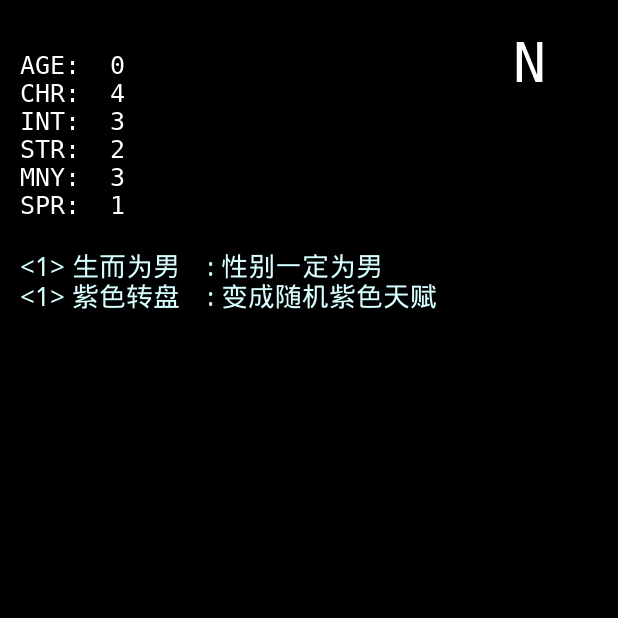 N
AGE: 0
CHR: 4
INT: 3
STR: 2
MNY: 3
SPR: 1
<1> 生而为男 : 性别一定为男
<1> 紫色转盘 : 变成随机紫色天赋